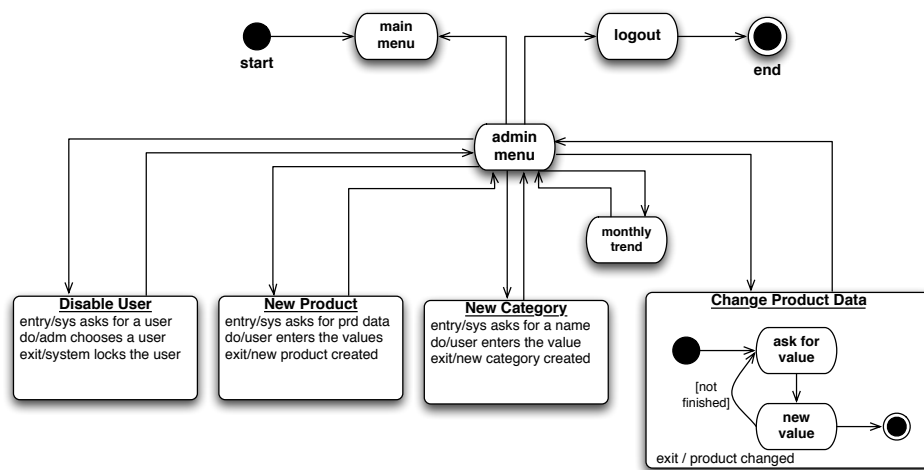 main
menu
logout
start
end
admin
menu
monthly
trend
Disable User
entry/sys asks for a user
do/adm chooses a user
exit/system locks the user
New Product
entry/sys asks for prd data
do/user enters the values
exit/new product created
New Category
entry/sys asks for a name
do/user enters the value
exit/new category created
Change Product Data
ask for
value
[not
finished]
new
value
exit / product changed